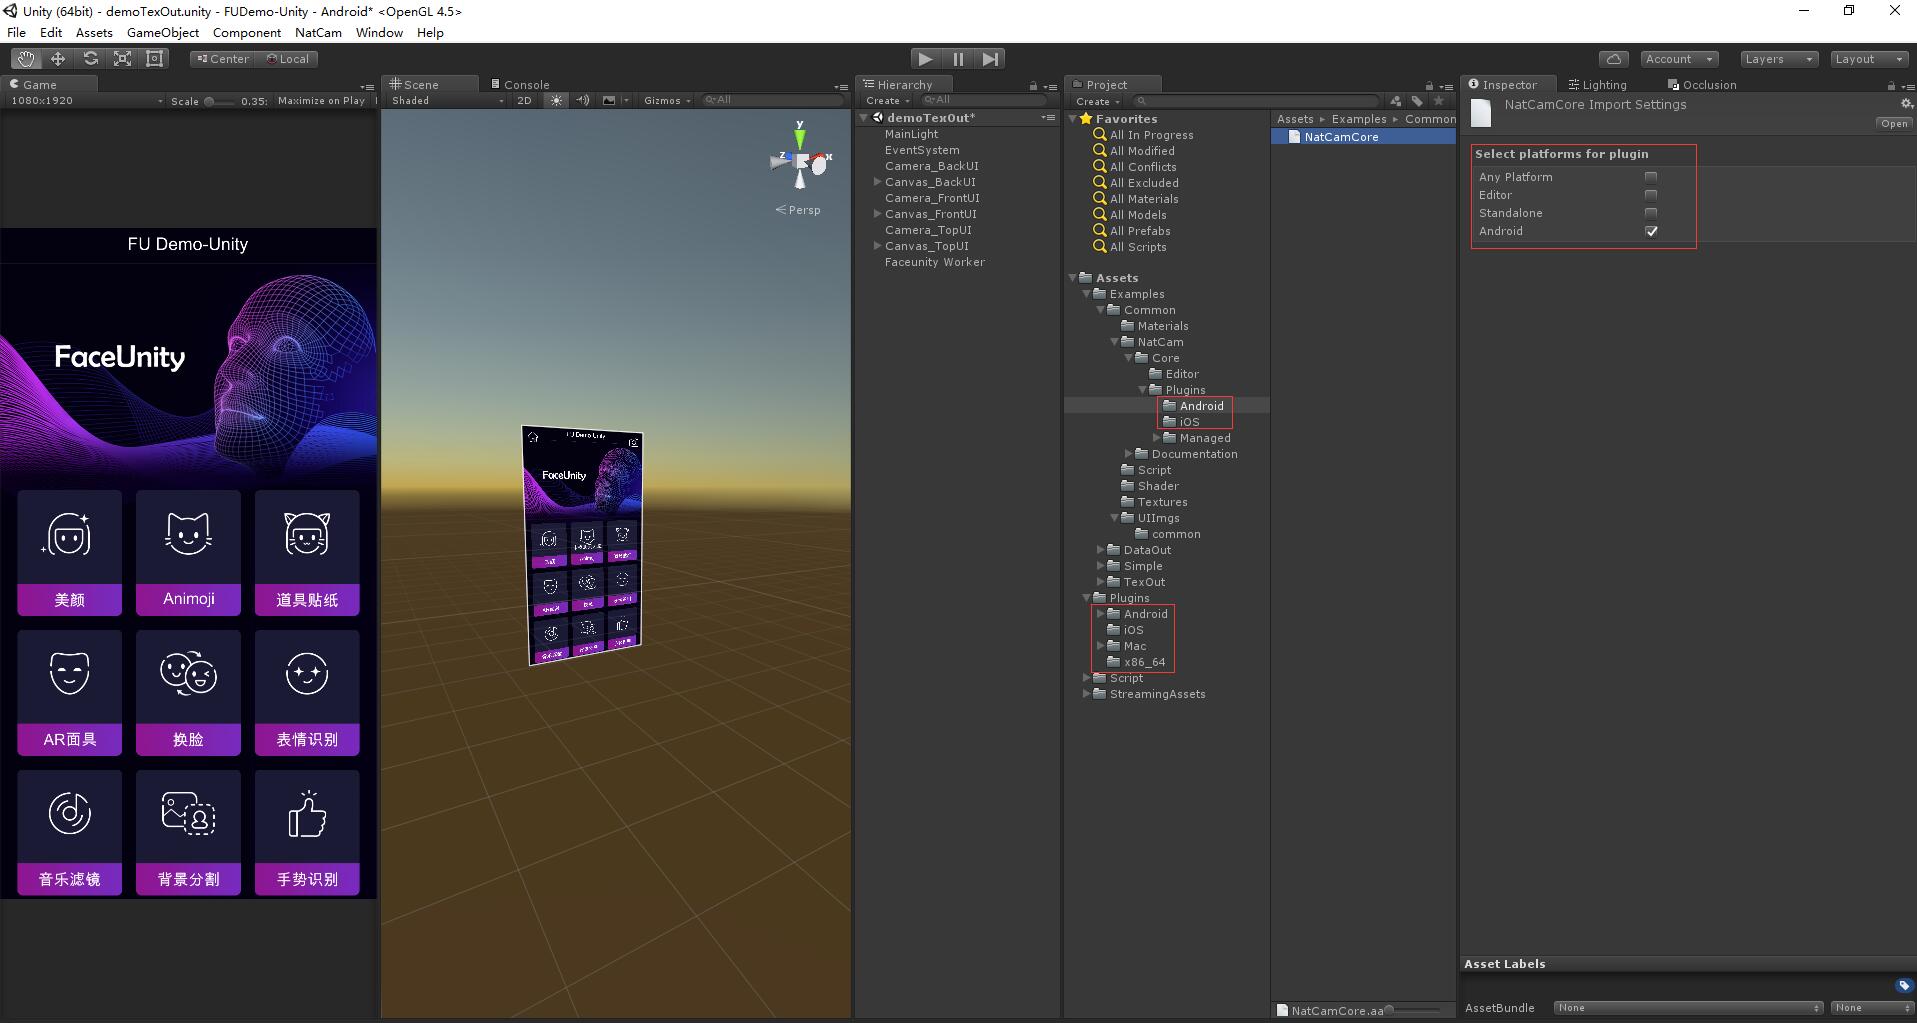 Unity (64bit) - demoTexOut.unity - FUDemo-Unity - Android* <OpenGL 4.5>
File Edit Assets GameObject Component NatCam Window Help
Center Local
Account Layers Layout
Game
1080x1920 Scale 0.35: Maximize on Play
FU Demo-Unity
FaceUnity
美颜 Animoji 道具贴纸
AR面具 换脸 表情识别
音乐滤镜 背景分割 手势识别
Scene Console
Shaded 2D Gizmos All
y
z x
Persp
FU Demo-Unity
FaceUnity
Hierarchy
Create All
demoTexOut*
MainLight
EventSystem
Camera_BackUI
Canvas_BackUI
Camera_FrontUI
Canvas_FrontUI
Camera_TopUI
Canvas_TopUI
Faceunity Worker
Project
Create
Favorites
All In Progress
All Modified
All Conflicts
All Excluded
All Materials
All Models
All Prefabs
All Scripts
Assets
Examples
Common
Materials
NatCam
Core
Editor
Plugins
Android
iOS
Managed
Documentation
Script
Shader
Textures
UIImgs
common
DataOut
Simple
TexOut
Plugins
Android
iOS
Mac
x86_64
Script
StreamingAssets
Assets Examples Common
NatCamCore
NatCamCore.aa
Inspector Lighting Occlusion
NatCamCore Import Settings
Open
Select platforms for plugin
Any Platform
Editor
Standalone
Android
Asset Labels
AssetBundle None None